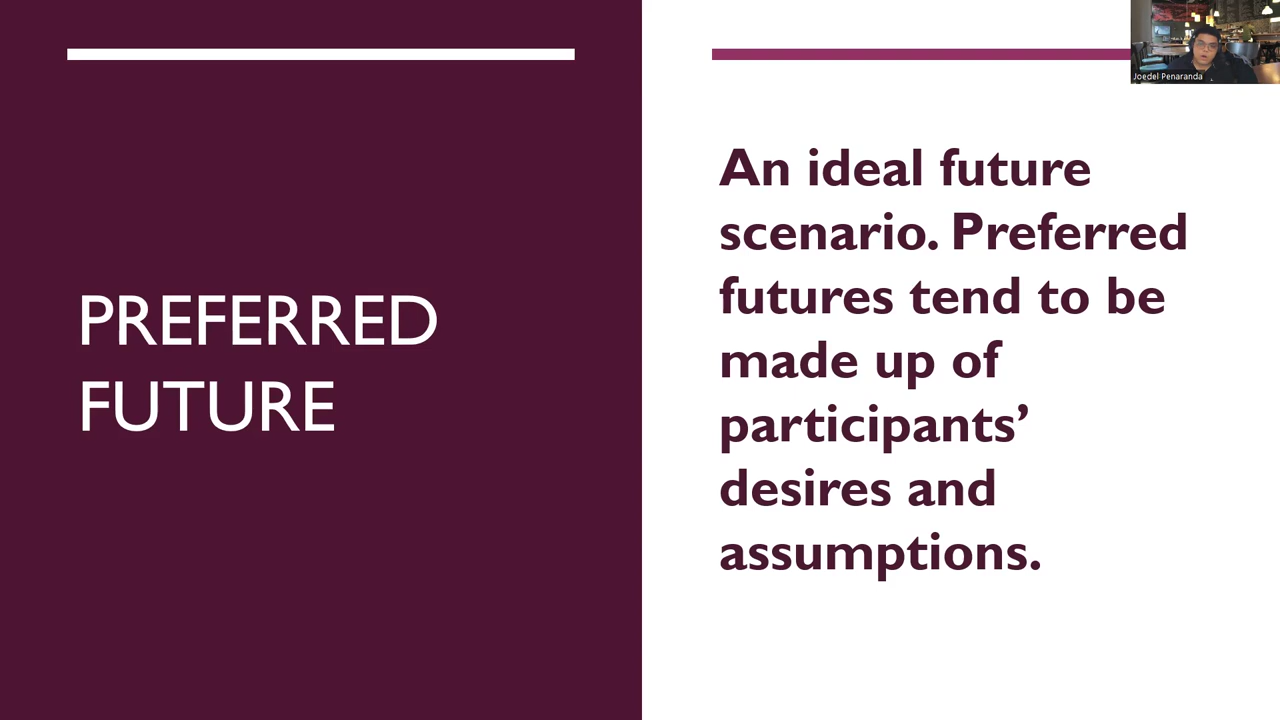 PREFERRED
FUTURE
An ideal future
scenario. Preferred
futures tend to be
made up of
participants’
desires and
assumptions.
Joedel Penaranda